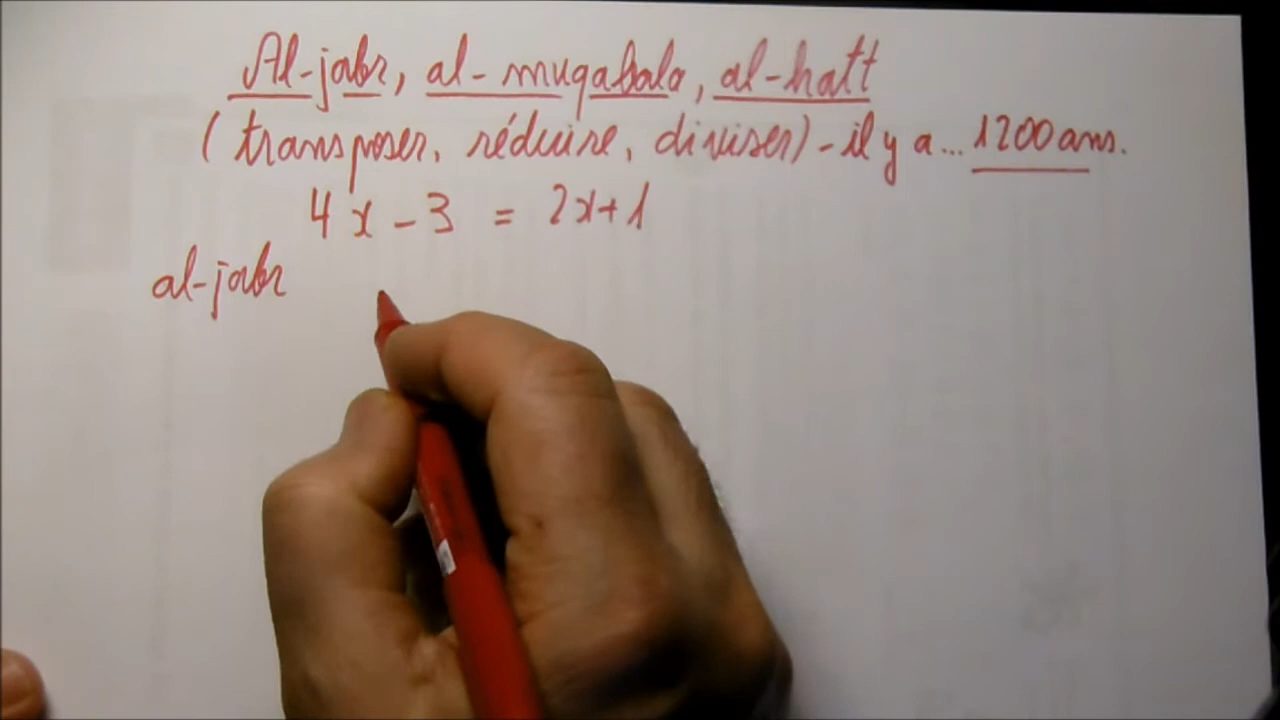 Al-jabr, al-muqabala, al-hatt
(transposer, réduire, diviser) - il y a... 1200 ans.
4x - 3 = 2x+1
al-jabr